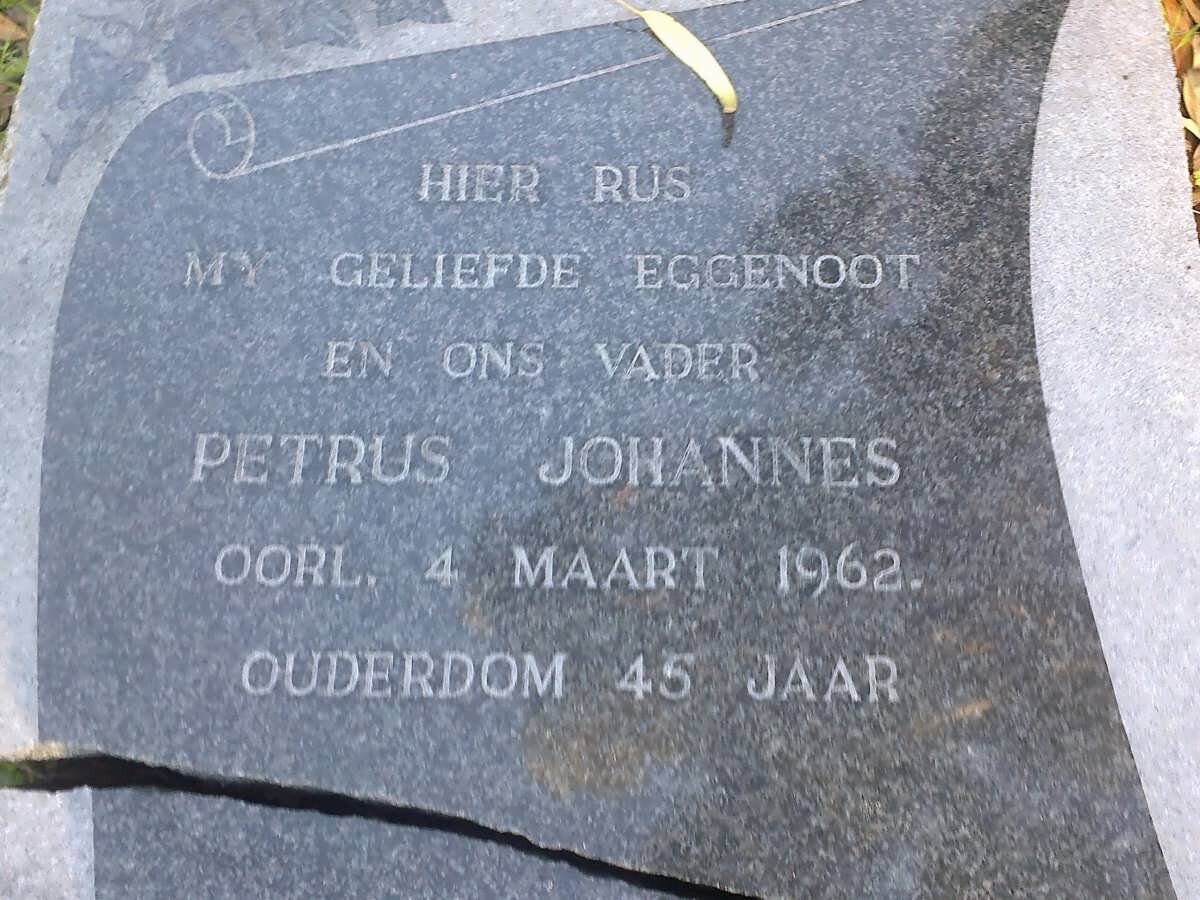 HIER RUS
MY GELIEFDE EGGENOOT
EN ONS VADER
PETRUS JOHANNES
OORL. 4 MAART 1962.
OUDERDOM 45 JAAR